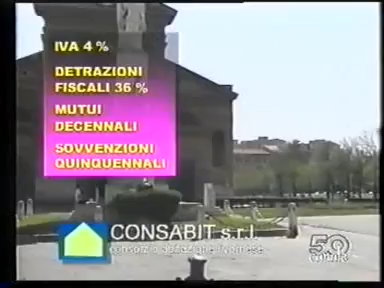 IVA 4 %
DETRAZIONI
FISCALI 36 %
MUTUI
DECENNALI
SOVVENZIONI
QUINQUENNALI
CONSABIT s.r.l.
50